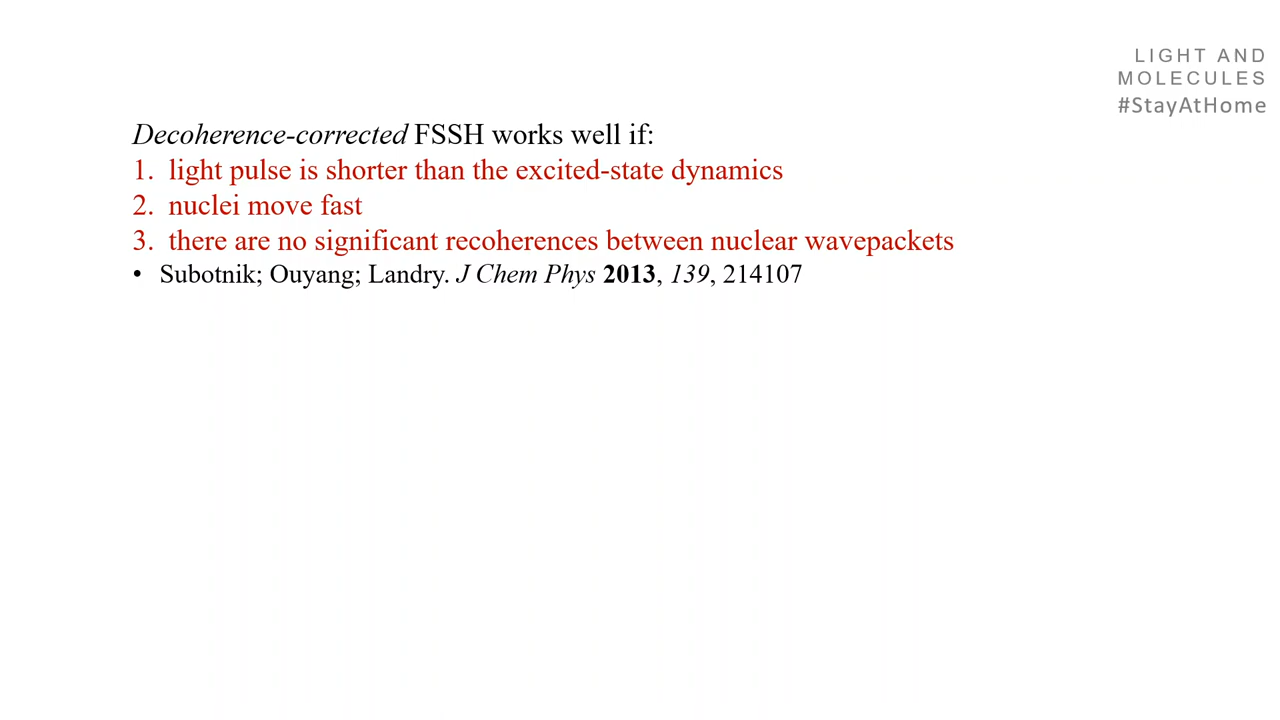 LIGHT AND
MOLECULES
#StayAtHome
Decoherence-corrected FSSH works well if:
1. light pulse is shorter than the excited-state dynamics
2. nuclei move fast
3. there are no significant recoherences between nuclear wavepackets
• Subotnik; Ouyang; Landry. J Chem Phys 2013, 139, 214107